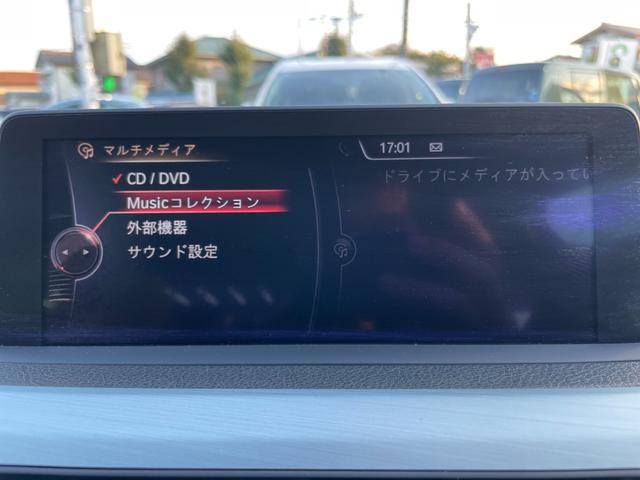 マルチメディア
17:01
CD / DVD
ドライブにメディアが入ってい
Musicコレクション
外部機器
サウンド設定